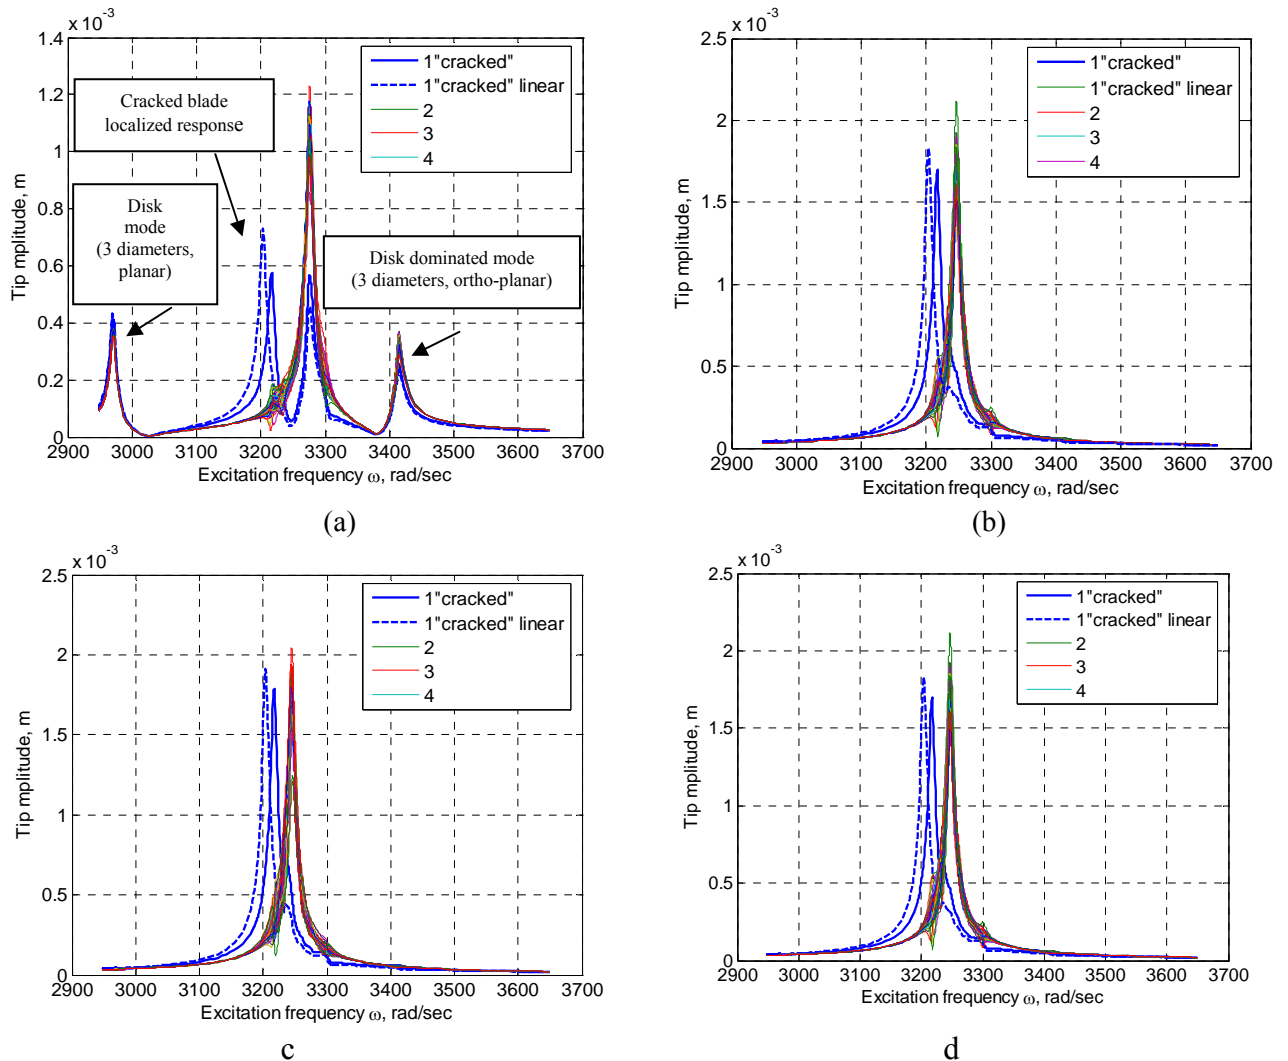 x 10-3
1.4
1.2
1
0.8
0.6
0.4
0.2
0
2900 3000 3100 3200 3300 3400 3500 3600 3700
Tip mplitude, m
Excitation frequency ω, rad/sec
1"cracked"
1"cracked" linear
2
3
4
Cracked blade
localized response
Disk
mode
(3 diameters,
planar)
Disk dominated mode
(3 diameters, ortho-planar)
(a)
x 10-3
2.5
2
1.5
1
0.5
0
2900 3000 3100 3200 3300 3400 3500 3600 3700
Tip mplitude, m
Excitation frequency ω, rad/sec
1"cracked"
1"cracked" linear
2
3
4
(b)
x 10-3
2.5
2
1.5
1
0.5
0
2900 3000 3100 3200 3300 3400 3500 3600 3700
Tip mplitude, m
Excitation frequency ω, rad/sec
1"cracked"
1"cracked" linear
2
3
4
c
x 10-3
2.5
2
1.5
1
0.5
0
2900 3000 3100 3200 3300 3400 3500 3600 3700
Tip mplitude, m
Excitation frequency ω, rad/sec
1"cracked"
1"cracked" linear
2
3
4
d